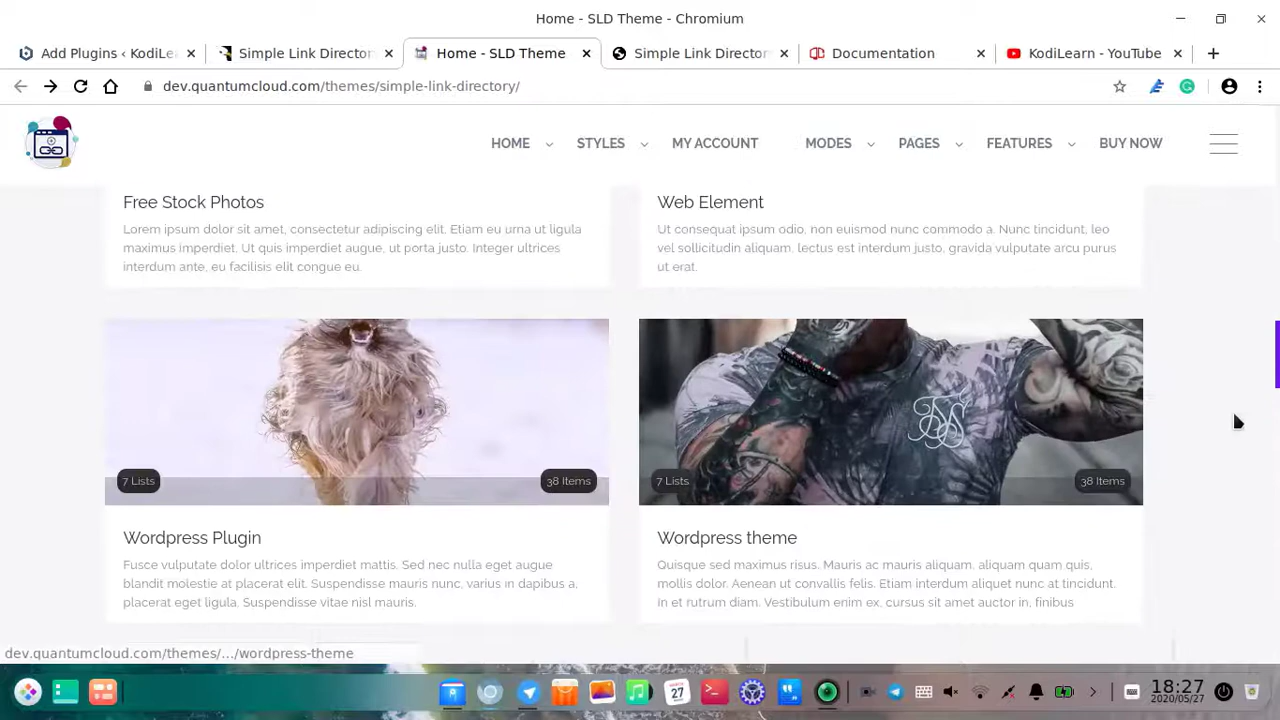 Home - SLD Theme - Chromium
Add Plugins ‹ KodiLe
Simple Link Director
Home - SLD Theme
Simple Link Director
Documentation
KodiLearn - YouTube
dev.quantumcloud.com/themes/simple-link-directory/
HOME STYLES MY ACCOUNT MODES PAGES FEATURES BUY NOW
Free Stock Photos
Lorem ipsum dolor sit amet, consectetur adipiscing elit. Etiam eu urna ut ligula
maximus imperdiet. Ut quis imperdiet augue, ut porta justo. Integer ultrices
interdum ante, eu facilisis elit congue eu.
Web Element
Ut consequat ipsum odio, non euismod nunc commodo a. Nunc tincidunt, leo
vel sollicitudin aliquam. lectus est interdum justo, gravida vulputate arcu purus
ut erat.
7 Lists
38 Items
7 Lists
38 Items
Wordpress Plugin
Fusce vulputate dolor ultrices imperdiet mattis. Sed nec nulla eget augue
blandit molestie at placerat elit. Suspendisse mauris nunc, varius in dapibus a,
placerat eget ligula. Suspendisse vitae nisl mauris.
Wordpress theme
Quisque sed maximus risus. Mauris ac mauris aliquam. aliquam quam quis,
mollis dolor. Aenean ut convallis felis. Etiam interdum aliquet nunc at tincidunt.
In et rutrum diam. Vestibulum enim ex, cursus sit amet auctor in, finibus
dev.quantumcloud.com/themes/…/wordpress-theme
27
18:27
2020/05/27